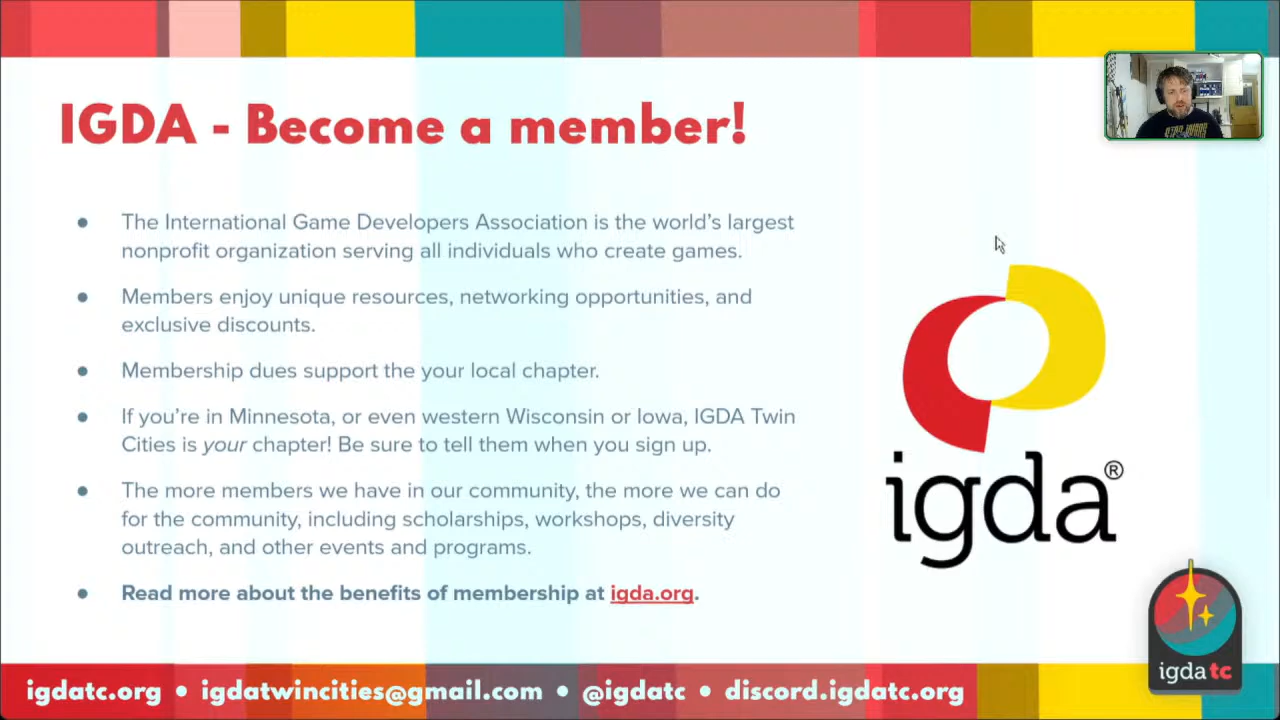 IGDA - Become a member!
● The International Game Developers Association is the world's largest
nonprofit organization serving all individuals who create games.
● Members enjoy unique resources, networking opportunities, and
exclusive discounts.
● Membership dues support the your local chapter.
● If you're in Minnesota, or even western Wisconsin or Iowa, IGDA Twin
Cities is your chapter! Be sure to tell them when you sign up.
● The more members we have in our community, the more we can do
for the community, including scholarships, workshops, diversity
outreach, and other events and programs.
● Read more about the benefits of membership at igda.org.
igda®
igdatc
igdatc.org • igdatwincities@gmail.com • @igdatc • discord.igdatc.org